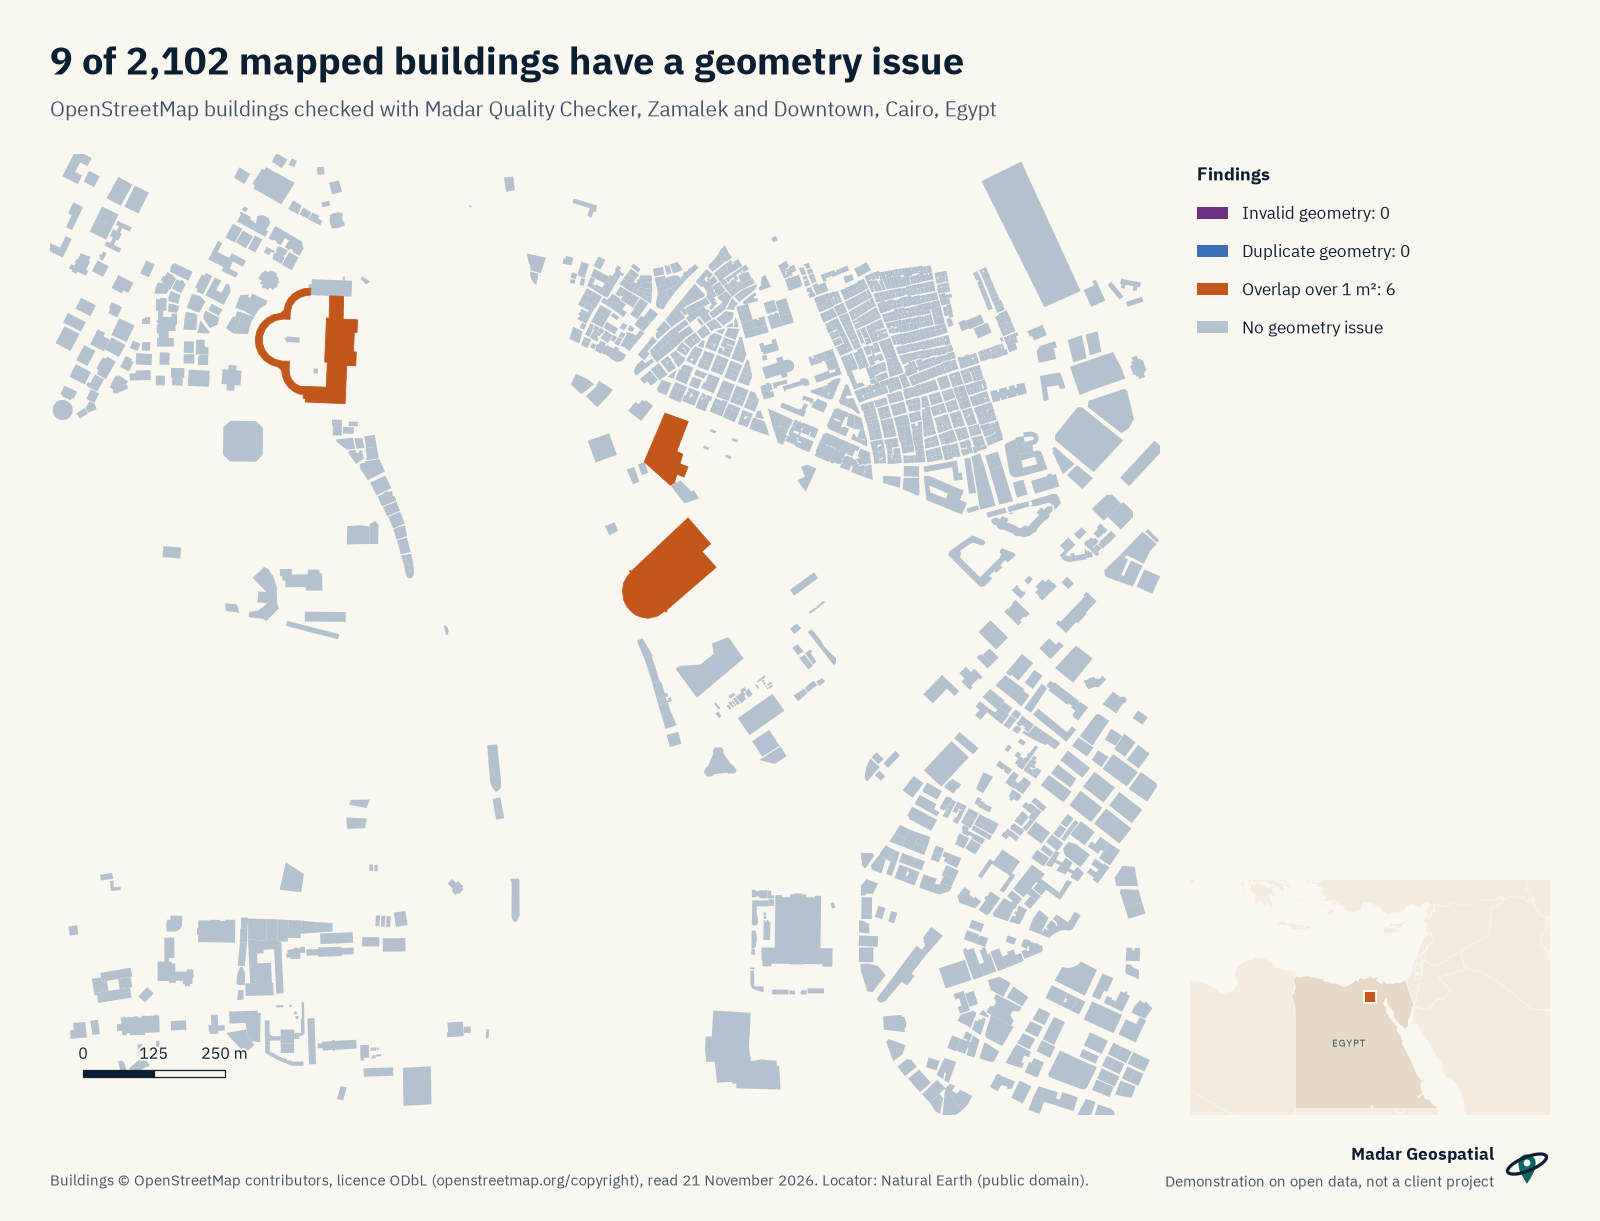 9 of 2,102 mapped buildings have a geometry issue
OpenStreetMap buildings checked with Madar Quality Checker, Zamalek and Downtown, Cairo, Egypt
Findings
Invalid geometry: 0
Duplicate geometry: 0
Overlap over 1 m²: 6
No geometry issue
EGYPT
0 125 250 m
Madar Geospatial
Buildings © OpenStreetMap contributors, licence ODbL (openstreetmap.org/copyright), read 21 November 2026. Locator: Natural Earth (public domain).
Demonstration on open data, not a client project